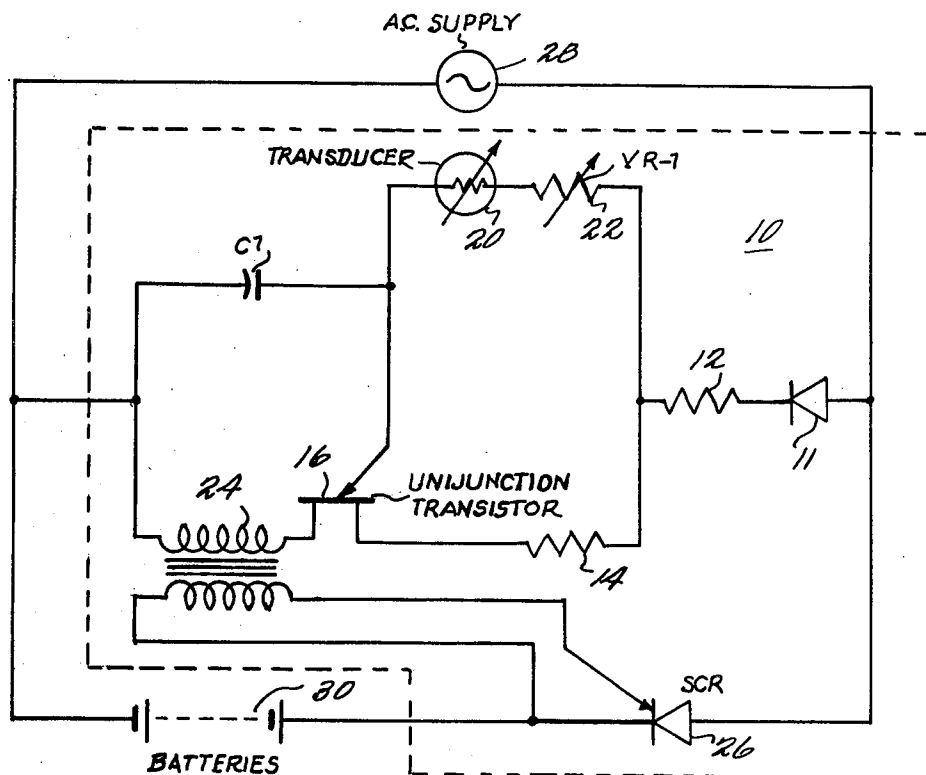 A.C. SUPPLY
28
TRANSDUCER
VR-1
20
22
10
C1
12
11
16
UNIJUNCTION
TRANSISTOR
24
14
30
SCR
26
BATTERIES